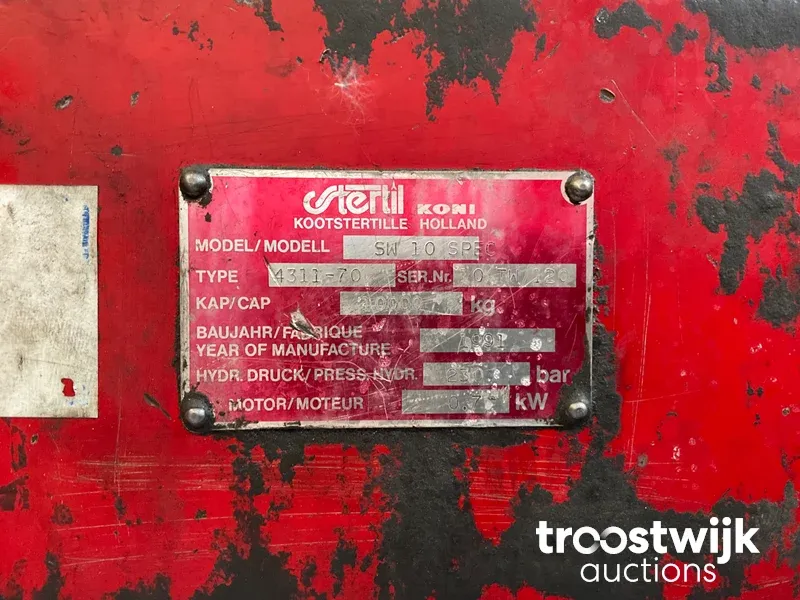 Stertil KONI
KOOTSTERTILLE HOLLAND
MODEL/MODELL SW 10 SPEC
TYPE 4311-70 SER.Nr.
KAP/CAP kg
BAUJAHR/FABRIQUE
YEAR OF MANUFACTURE 1991
HYDR. DRUCK/PRESS. HYDR. bar
MOTOR/MOTEUR kW
troostwijk
auctions